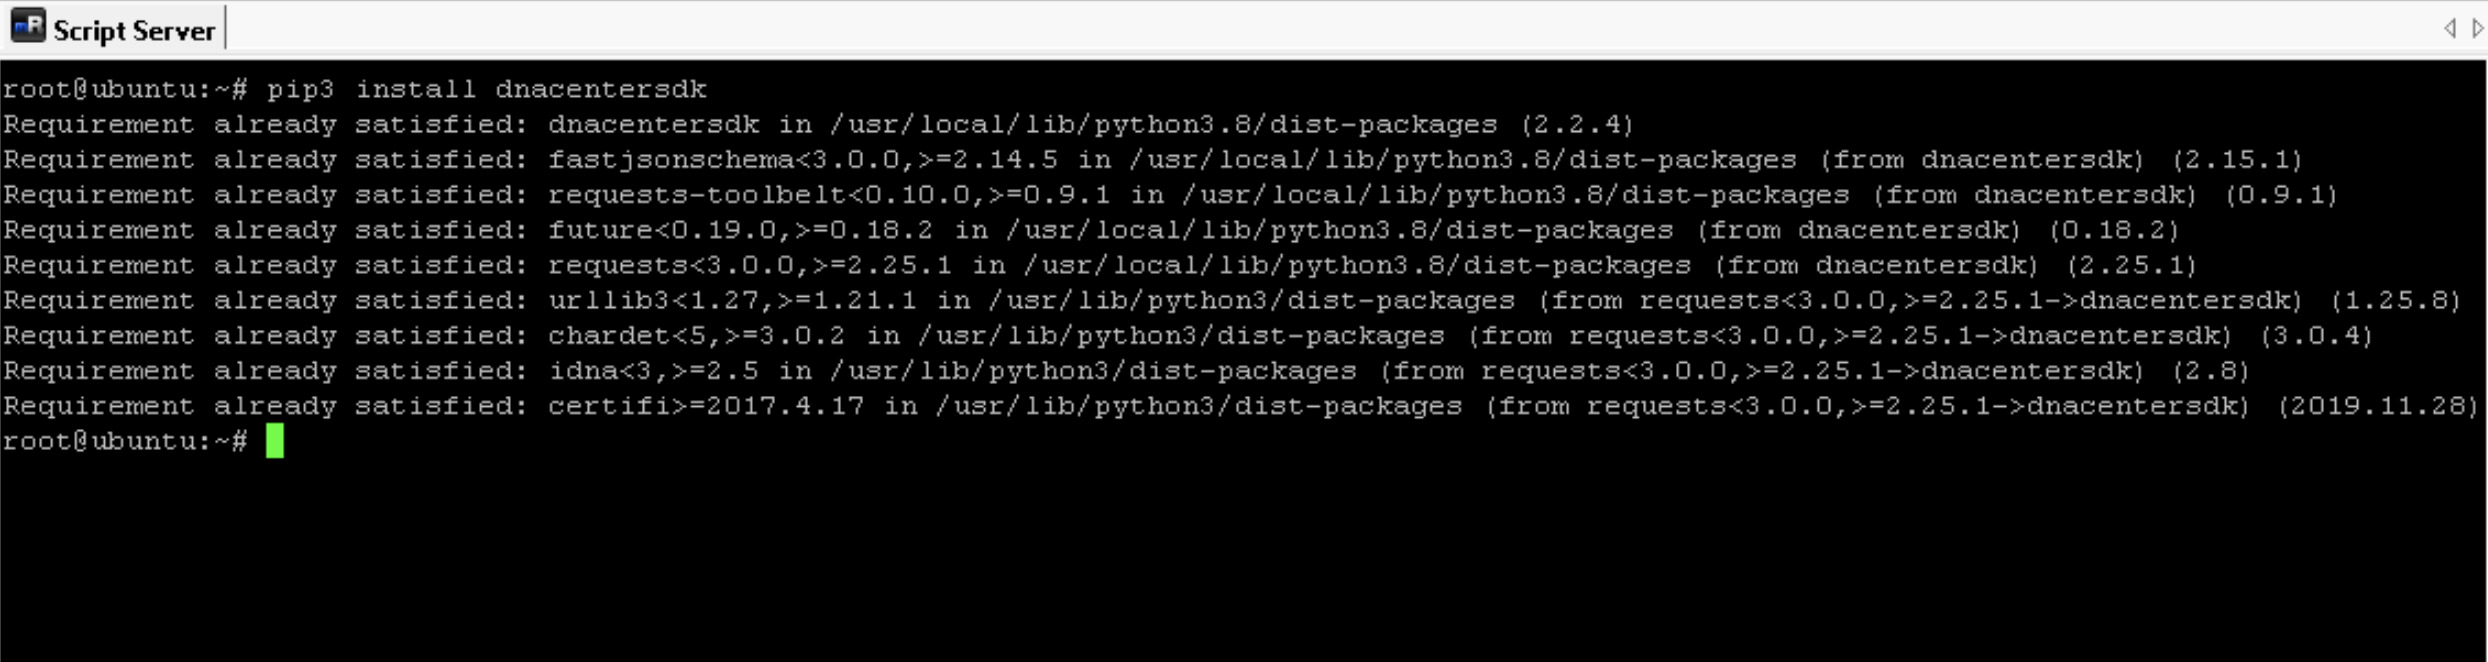 Script Server
root@ubuntu:~# pip3 install dnacentersdk
Requirement already satisfied: dnacentersdk in /usr/local/lib/python3.8/dist-packages (2.2.4)
Requirement already satisfied: fastjsonschema<3.0.0,>=2.14.5 in /usr/local/lib/python3.8/dist-packages (from dnacentersdk) (2.15.1)
Requirement already satisfied: requests-toolbelt<0.10.0,>=0.9.1 in /usr/local/lib/python3.8/dist-packages (from dnacentersdk) (0.9.1)
Requirement already satisfied: future<0.19.0,>=0.18.2 in /usr/local/lib/python3.8/dist-packages (from dnacentersdk) (0.18.2)
Requirement already satisfied: requests<3.0.0,>=2.25.1 in /usr/local/lib/python3.8/dist-packages (from dnacentersdk) (2.25.1)
Requirement already satisfied: urllib3<1.27,>=1.21.1 in /usr/lib/python3/dist-packages (from requests<3.0.0,>=2.25.1->dnacentersdk) (1.25.8)
Requirement already satisfied: chardet<5,>=3.0.2 in /usr/lib/python3/dist-packages (from requests<3.0.0,>=2.25.1->dnacentersdk) (3.0.4)
Requirement already satisfied: idna<3,>=2.5 in /usr/lib/python3/dist-packages (from requests<3.0.0,>=2.25.1->dnacentersdk) (2.8)
Requirement already satisfied: certifi>=2017.4.17 in /usr/lib/python3/dist-packages (from requests<3.0.0,>=2.25.1->dnacentersdk) (2019.11.28)
root@ubuntu:~#